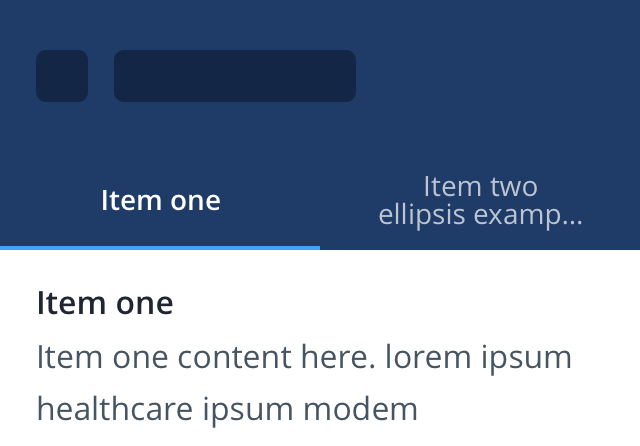 Item one
Item two
ellipsis examp...
Item one
Item one content here. lorem ipsum
healthcare ipsum modem